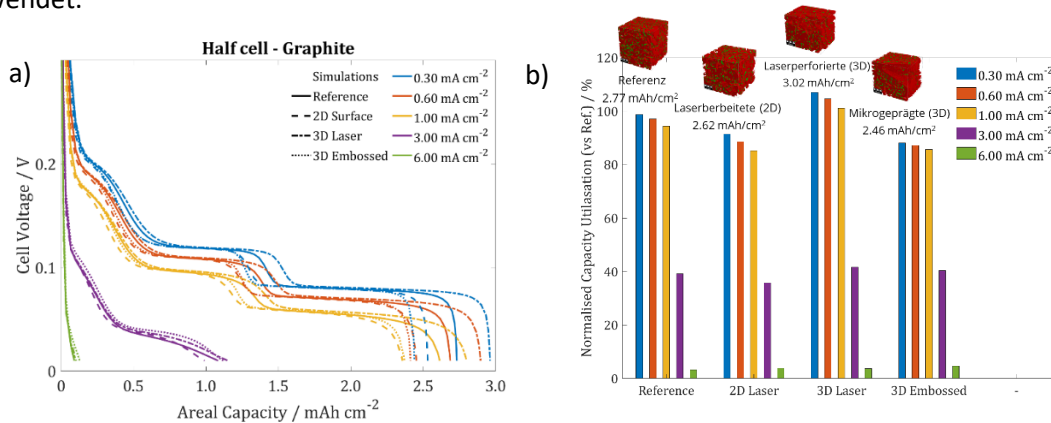 vendet.
a)
Half cell - Graphite
Simulations
Reference
2D Surface
3D Laser
3D Embossed
0.30 mA cm-2
0.60 mA cm-2
1.00 mA cm-2
3.00 mA cm-2
6.00 mA cm-2
Cell Voltage / V
0.2
0.1
0
0
0.5
1.0
1.5
2.0
2.5
3.0
Areal Capacity / mAh cm-2
b)
Normalised Capacity Utilasation (vs Ref.) / %
120
100
80
60
40
20
0
Referenz
2.77 mAh/cm2
Laserberbeitete (2D)
2.62 mAh/cm2
Laserperforierte (3D)
3.02 mAh/cm2
Mikrogeprägte (3D)
2.46 mAh/cm2
0.30 mA cm-2
0.60 mA cm-2
1.00 mA cm-2
3.00 mA cm-2
6.00 mA cm-2
Reference
2D Laser
3D Laser
3D Embossed
-